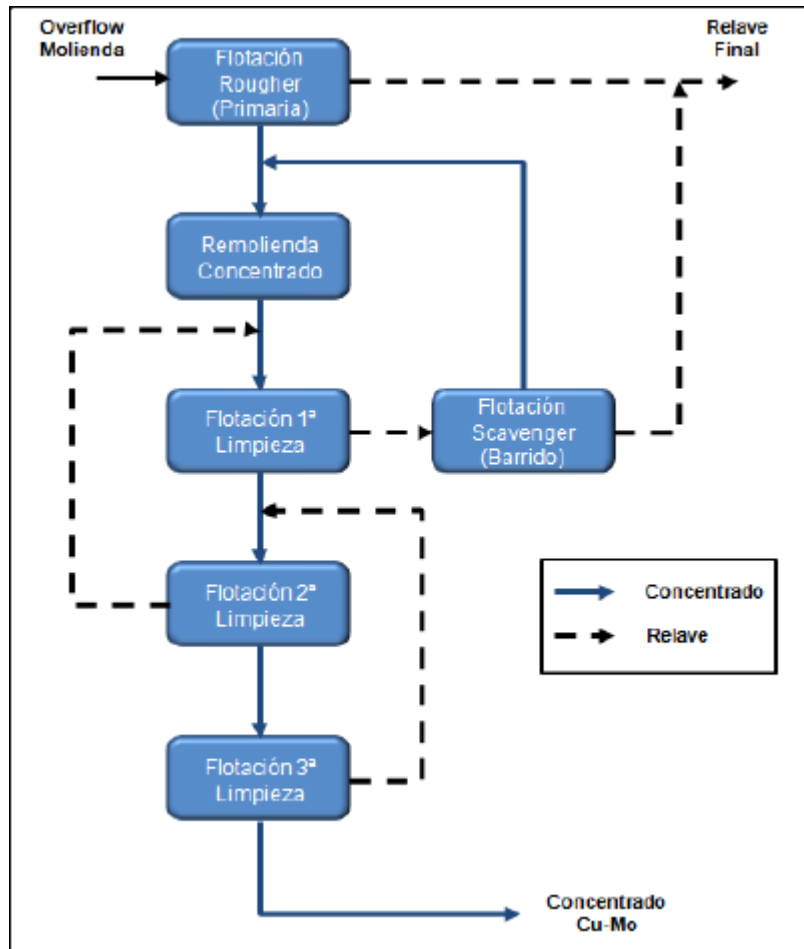 Overflow
Molienda
Relave
Final
Flotación
Rougher
(Primaria)
Remolienda
Concentrado
Flotación 1ª
Limpieza
Flotación
Scavenger
(Barrido)
Flotación 2ª
Limpieza
Concentrado
Relave
Flotación 3ª
Limpieza
Concentrado
Cu-Mo